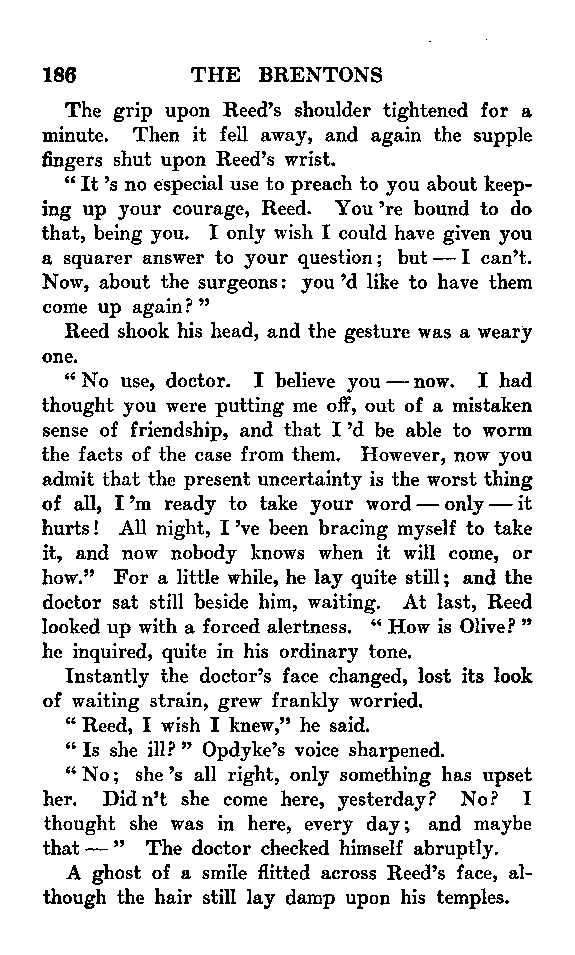 186 THE BRENTONS
The grip upon Reed's shoulder tightened for a
minute. Then it fell away, and again the supple
fingers shut upon Reed's wrist.
" It 's no especial use to preach to you about keep-
ing up your courage, Reed. You 're bound to do
that, being you. I only wish I could have given you
a squarer answer to your question; but — I can't.
Now, about the surgeons: you 'd like to have them
come up again? "
Reed shook his head, and the gesture was a weary
one.
" No use, doctor. I believe you — now. I had
thought you were putting me off, out of a mistaken
sense of friendship, and that I 'd be able to worm
the facts of the case from them. However, now you
admit that the present uncertainty is the worst thing
of all, I 'm ready to take your word — only — it
hurts! All night, I 've been bracing myself to take
it, and now nobody knows when it will come, or
how." For a little while, he lay quite still; and the
doctor sat still beside him, waiting. At last, Reed
looked up with a forced alertness. " How is Olive? "
he inquired, quite in his ordinary tone.
Instantly the doctor's face changed, lost its look
of waiting strain, grew frankly worried.
" Reed, I wish I knew," he said.
" Is she ill? " Opdyke's voice sharpened.
" No; she 's all right, only something has upset
her. Did n't she come here, yesterday? No? I
thought she was in here, every day; and maybe
that — " The doctor checked himself abruptly.
A ghost of a smile flitted across Reed's face, al-
though the hair still lay damp upon his temples.